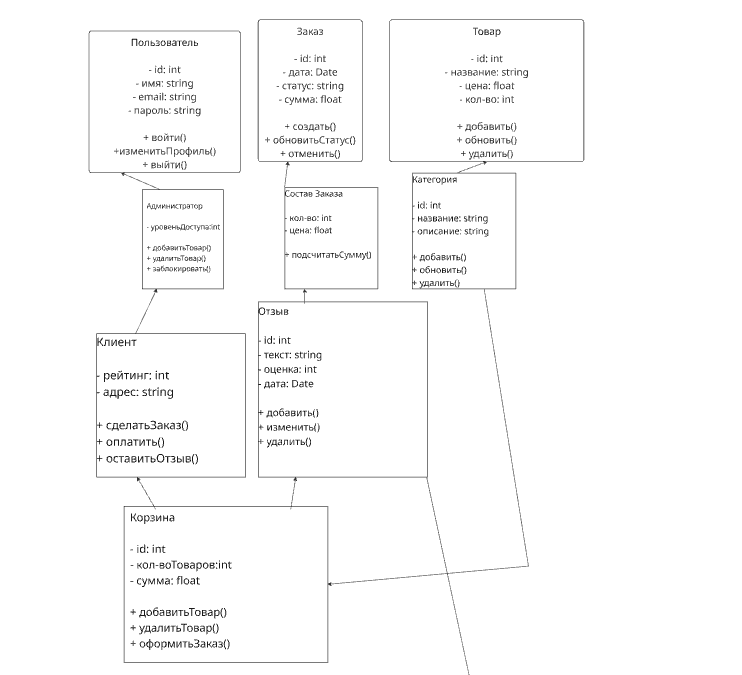 Пользователь
- id: int
- имя: string
- email: string
- пароль: string
+ войти()
+изменитьПрофиль()
+ выйти()
Заказ
- id: int
- дата: Date
- статус: string
- сумма: float
+ создать()
+ обновитьСтатус()
+ отменить()
Товар
- id: int
- название: string
- цена: float
- кол-во: int
+ добавить()
+ обновить()
+ удалить()
Администратор
- уровеньДоступа:int
+ добавитьТовар()
+ удалитьТовар()
+ заблокировать()
Состав Заказа
- кол-во: int
- цена: float
+ подсчитатьСумму()
Категория
- id: int
- название: string
- описание: string
+ добавить()
+ обновить()
+ удалить()
Клиент
- рейтинг: int
- адрес: string
+ сделатьЗаказ()
+ оплатить()
+ оставитьОтзыв()
Отзыв
- id: int
- текст: string
- оценка: int
- дата: Date
+ добавить()
+ изменить()
+ удалить()
Корзина
- id: int
- кол-воТоваров:int
- сумма: float
+ добавитьТовар()
+ удалитьТовар()
+ оформитьЗаказ()